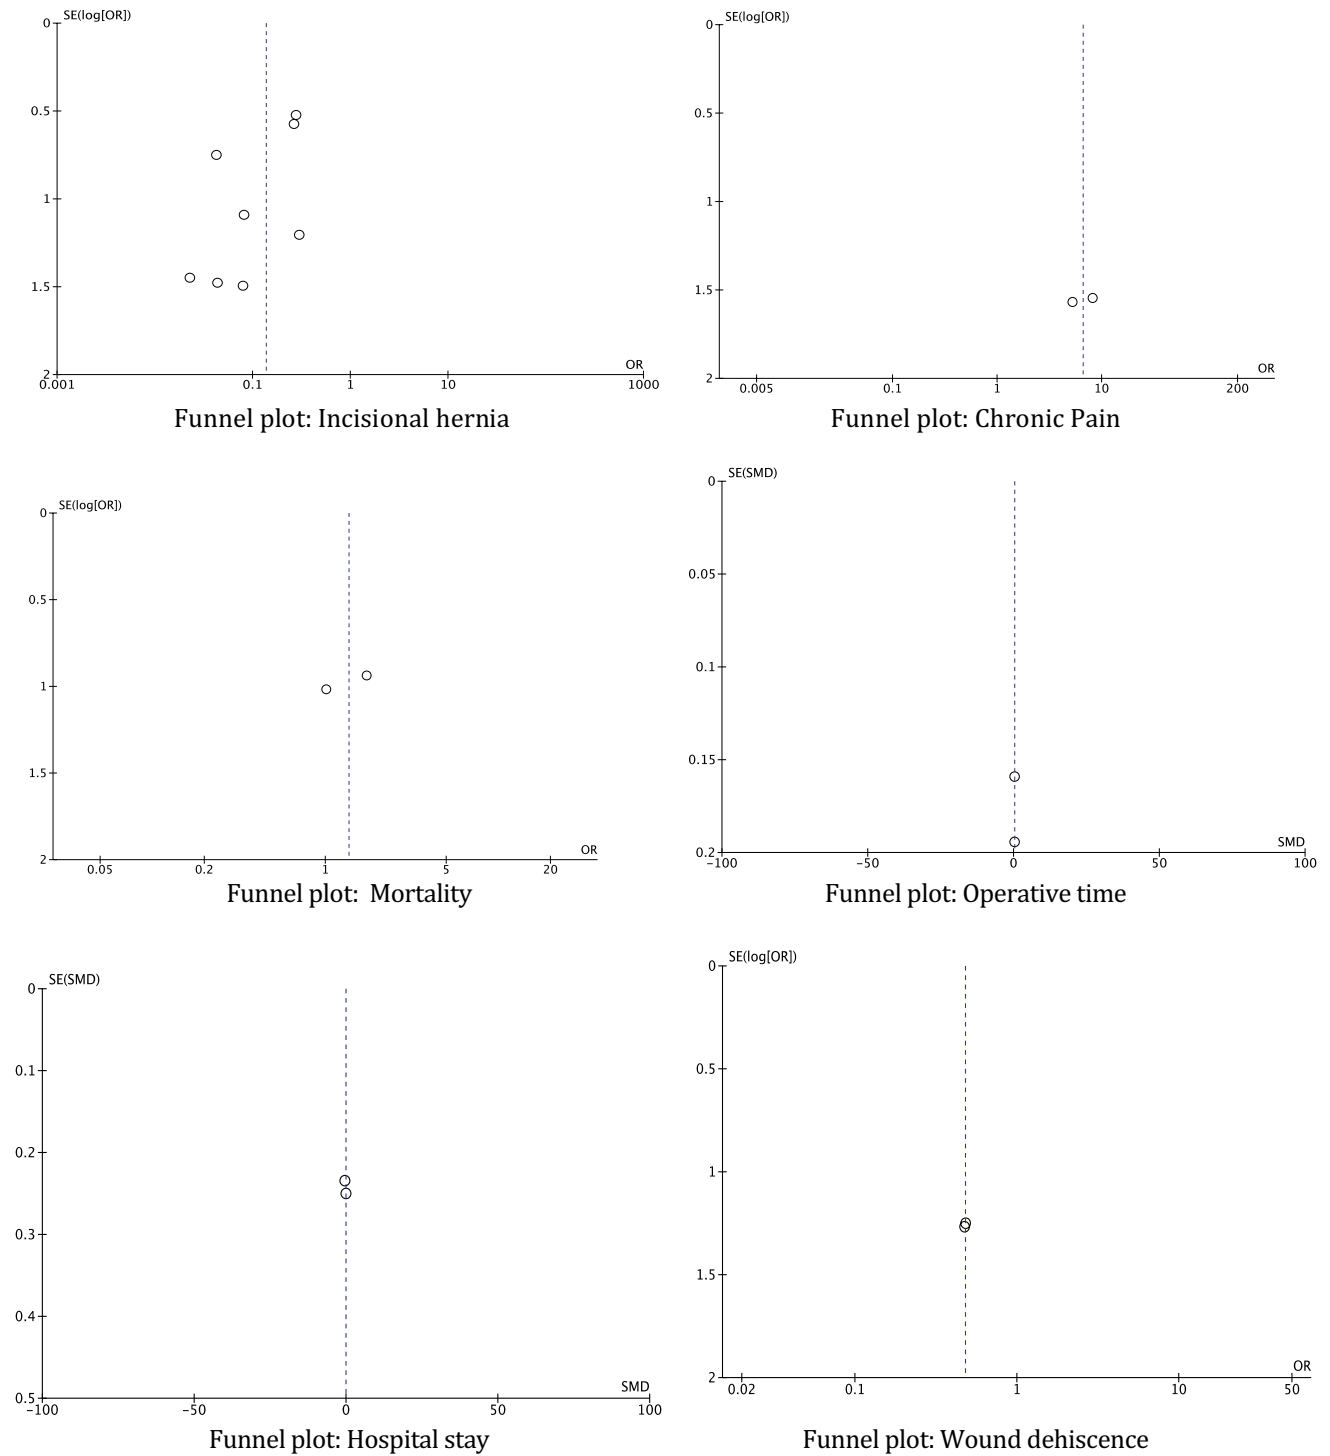 SE(log[OR])
0
0.5
1
1.5
2
0.001 0.1 1 10 1000
OR
Funnel plot: Incisional hernia
SE(log[OR])
0
0.5
1
1.5
2
0.005 0.1 1 10 200
OR
Funnel plot: Chronic Pain
SE(log[OR])
0
0.5
1
1.5
2
0.05 0.2 1 5 20
OR
Funnel plot: Mortality
SE(SMD)
0
0.05
0.1
0.15
0.2
−100 −50 0 50 100
SMD
Funnel plot: Operative time
SE(SMD)
0
0.1
0.2
0.3
0.4
0.5
−100 −50 0 50 100
SMD
Funnel plot: Hospital stay
SE(log[OR])
0
0.5
1
1.5
2
0.02 0.1 1 10 50
OR
Funnel plot: Wound dehiscence